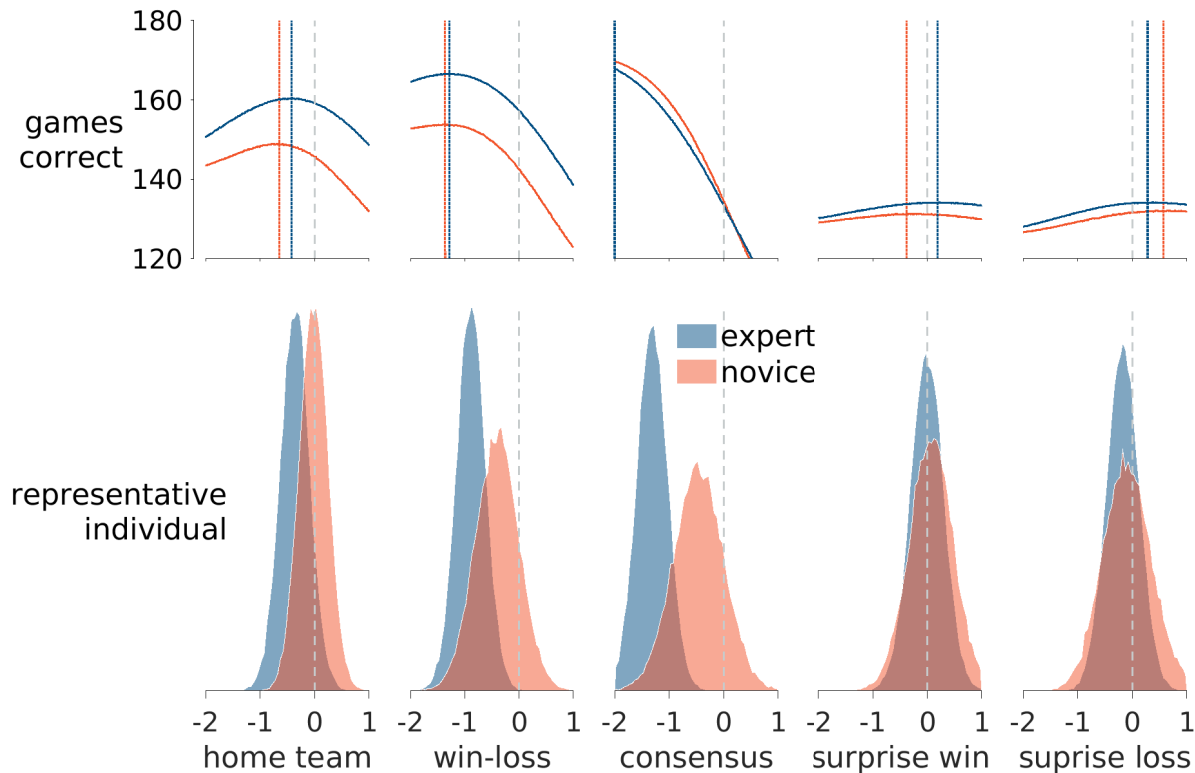 180
160
games
correct
140
120
expert
novice
representative
individual
-2 -1 0 1 -2 -1 0 1 -2 -1 0 1 -2 -1 0 1 -2 -1 0 1
home team win-loss consensus surprise win suprise loss